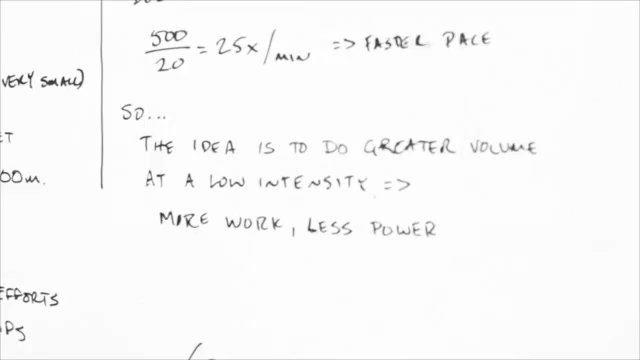 500
20 = 25x/MIN => FASTER PACE
VERY SMALL)
SO...
THE IDEA IS TO DO GREATER VOLUME
00m.
AT A LOW INTENSITY =>
MORE WORK, LESS POWER
EFFORTS